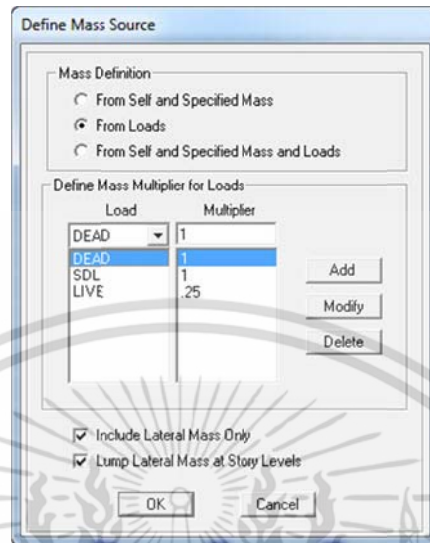 Define Mass Source
Mass Definition
From Self and Specified Mass
From Loads
From Self and Specified Mass and Loads
Define Mass Multiplier for Loads
Load Multiplier
DEAD 1
DEAD 1
SDL 1
LIVE .25
Add
Modify
Delete
Include Lateral Mass Only
Lump Lateral Mass at Story Levels
OK Cancel